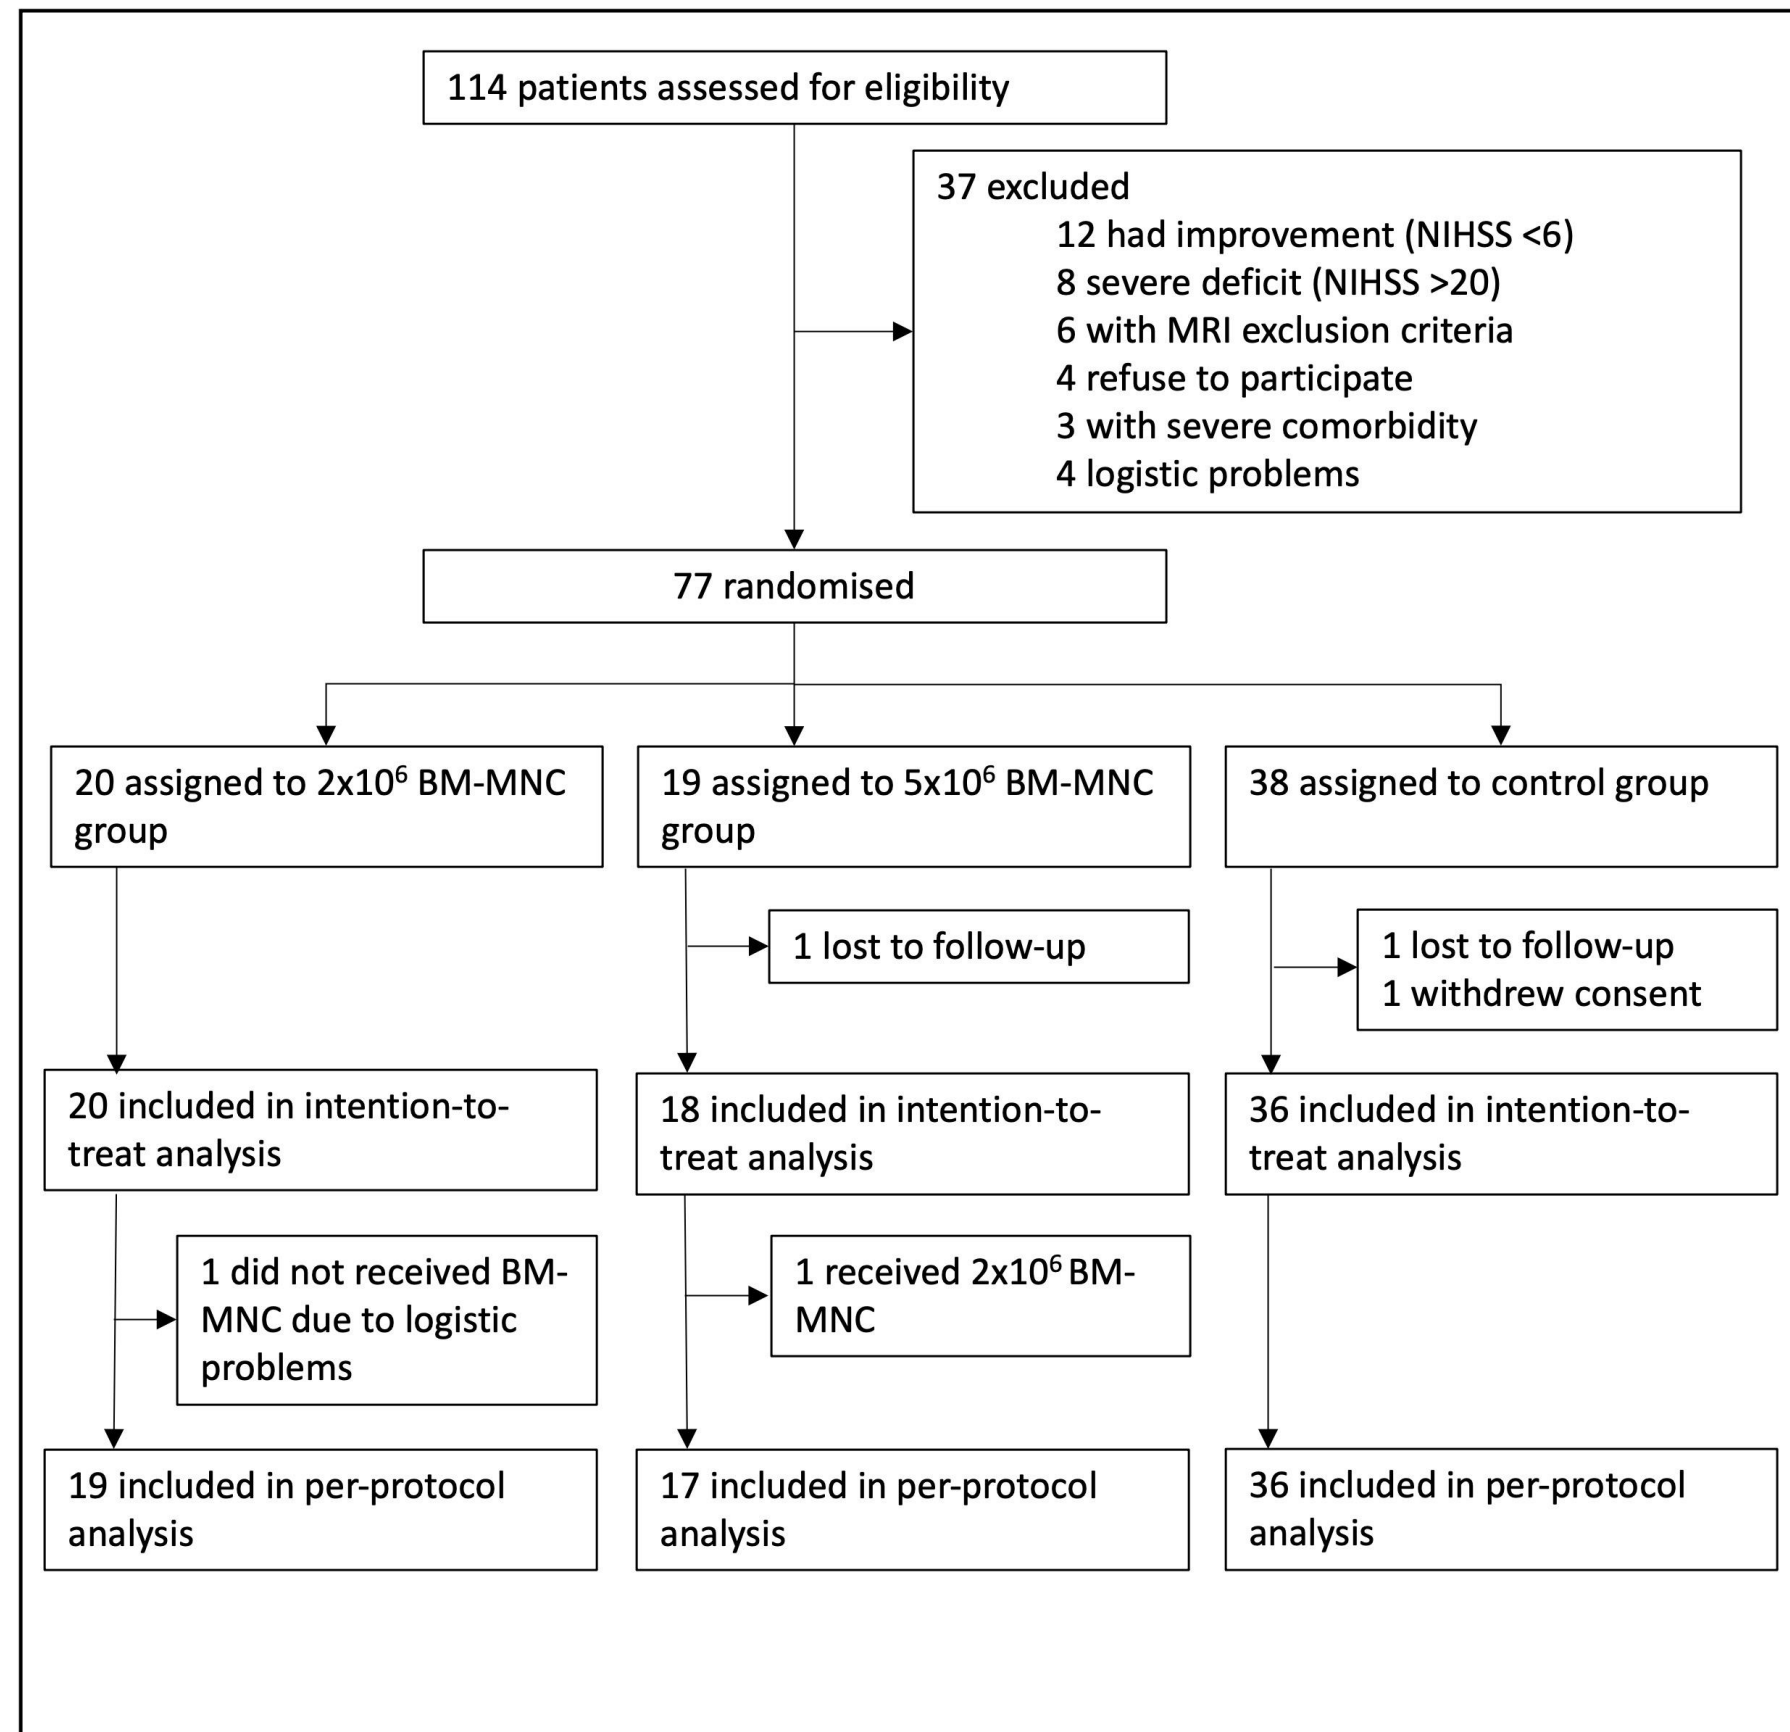 114 patients assessed for eligibility
37 excluded
12 had improvement (NIHSS <6)
8 severe deficit (NIHSS >20)
6 with MRI exclusion criteria
4 refuse to participate
3 with severe comorbidity
4 logistic problems
77 randomised
20 assigned to 2x10⁶ BM-MNC
group
19 assigned to 5x10⁶ BM-MNC
group
38 assigned to control group
1 lost to follow-up
1 lost to follow-up
1 withdrew consent
20 included in intention-to-
treat analysis
18 included in intention-to-
treat analysis
36 included in intention-to-
treat analysis
1 did not received BM-
MNC due to logistic
problems
1 received 2x10⁶ BM-
MNC
19 included in per-protocol
analysis
17 included in per-protocol
analysis
36 included in per-protocol
analysis